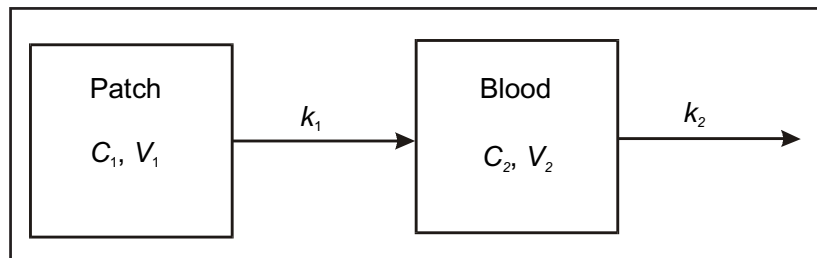 Patch
C₁, V₁
k₁
Blood
C₂, V₂
k₂